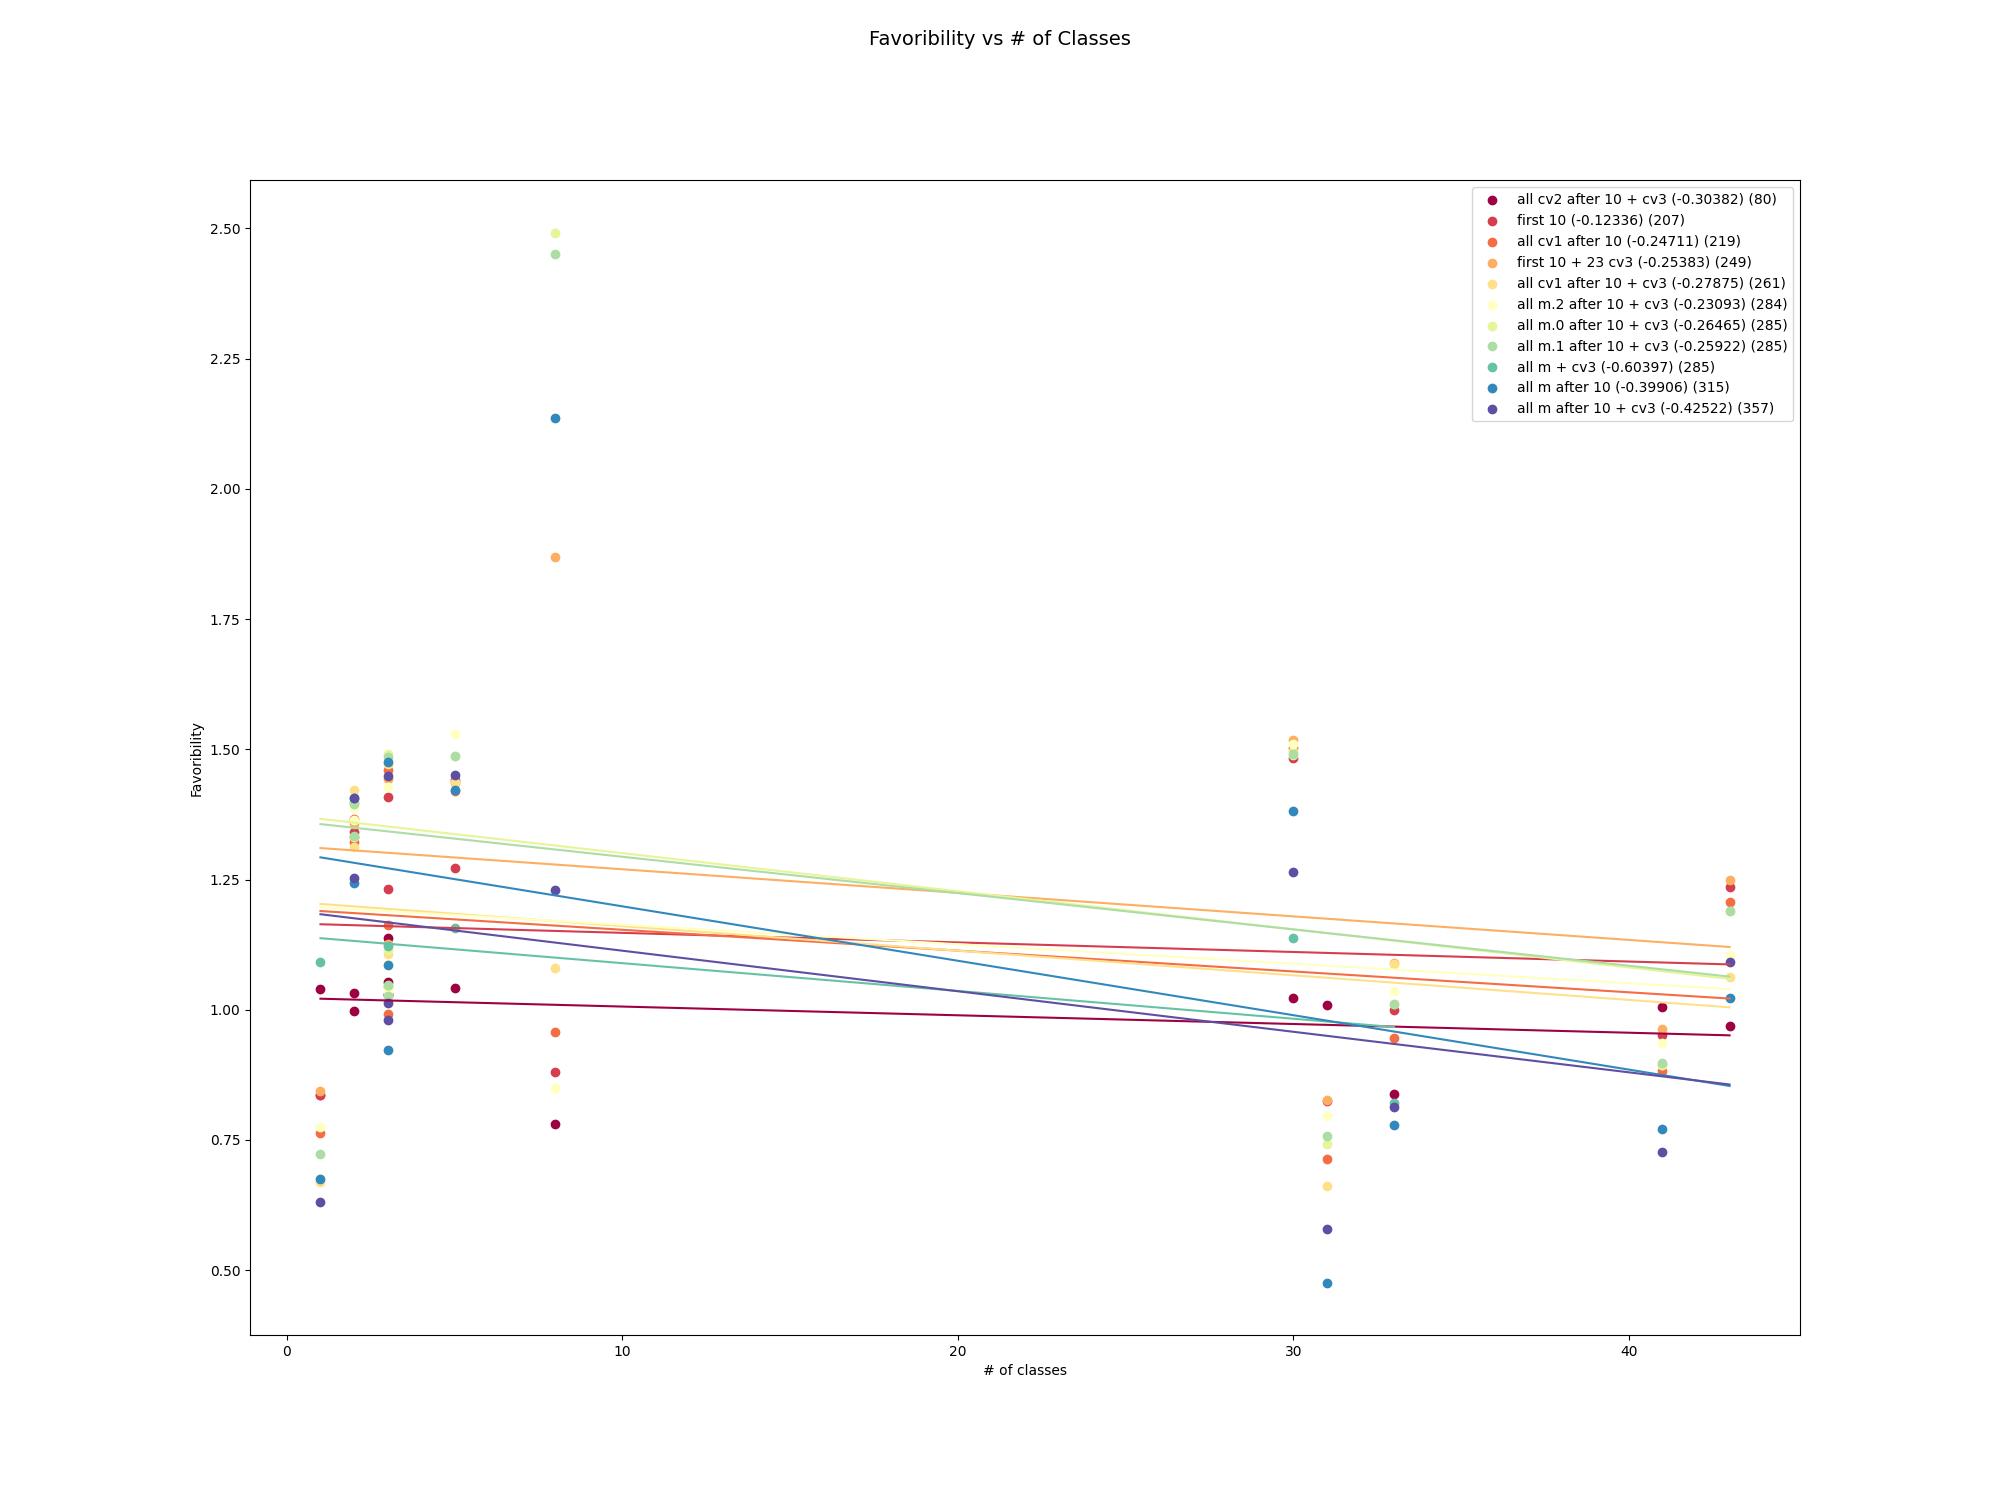 Favoribility vs # of Classes
all cv2 after 10 + cv3 (-0.30382) (80)
first 10 (-0.12336) (207)
all cv1 after 10 (-0.24711) (219)
first 10 + 23 cv3 (-0.25383) (249)
all cv1 after 10 + cv3 (-0.27875) (261)
all m.2 after 10 + cv3 (-0.23093) (284)
all m.0 after 10 + cv3 (-0.26465) (285)
all m.1 after 10 + cv3 (-0.25922) (285)
all m + cv3 (-0.60397) (285)
all m after 10 (-0.39906) (315)
all m after 10 + cv3 (-0.42522) (357)
2.50
2.25
2.00
1.75
1.50
1.25
1.00
0.75
0.50
Favoribility
0 10 20 30 40
# of classes